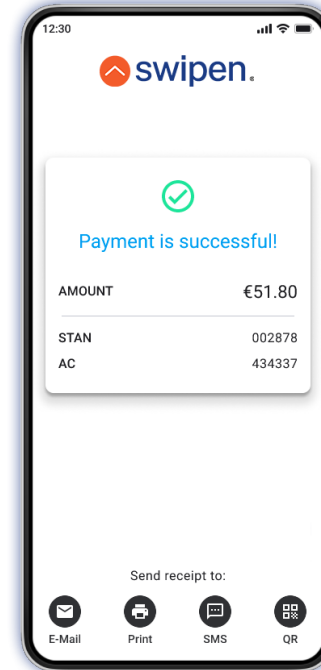 12:30
swipen.
Payment is successful!
AMOUNT €51.80
STAN 002878
AC 434337
Send receipt to:
E-Mail Print SMS QR